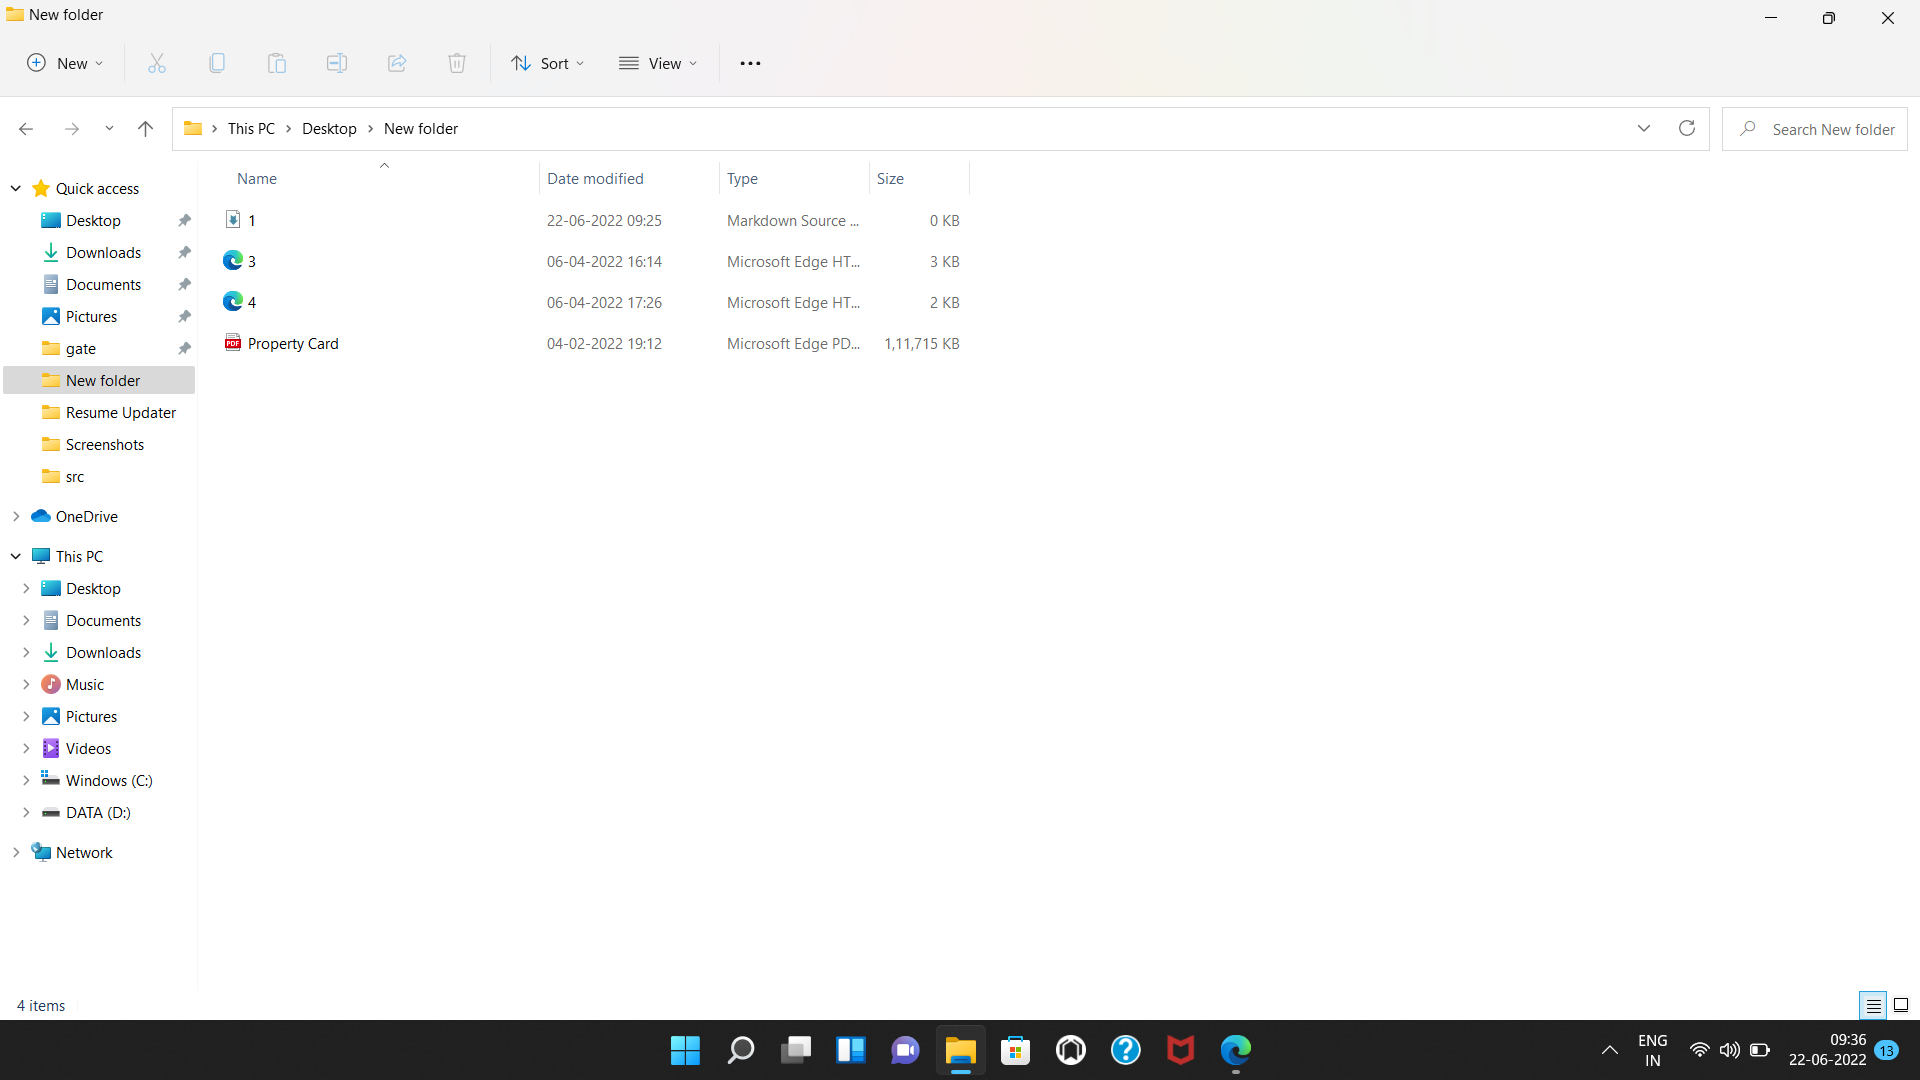 New folder
New
Sort
View
This PC
Desktop
New folder
Search New folder
Name
Date modified
Type
Size
1
22-06-2022 09:25
Markdown Source ...
0 KB
3
06-04-2022 16:14
Microsoft Edge HT...
3 KB
4
06-04-2022 17:26
Microsoft Edge HT...
2 KB
PDF
Property Card
04-02-2022 19:12
Microsoft Edge PD...
1,11,715 KB
Quick access
Desktop
Downloads
Documents
Pictures
gate
New folder
Resume Updater
Screenshots
src
OneDrive
This PC
Desktop
Documents
Downloads
Music
Pictures
Videos
Windows (C:)
DATA (D:)
Network
4 items
ENG
IN
09:36
22-06-2022
13